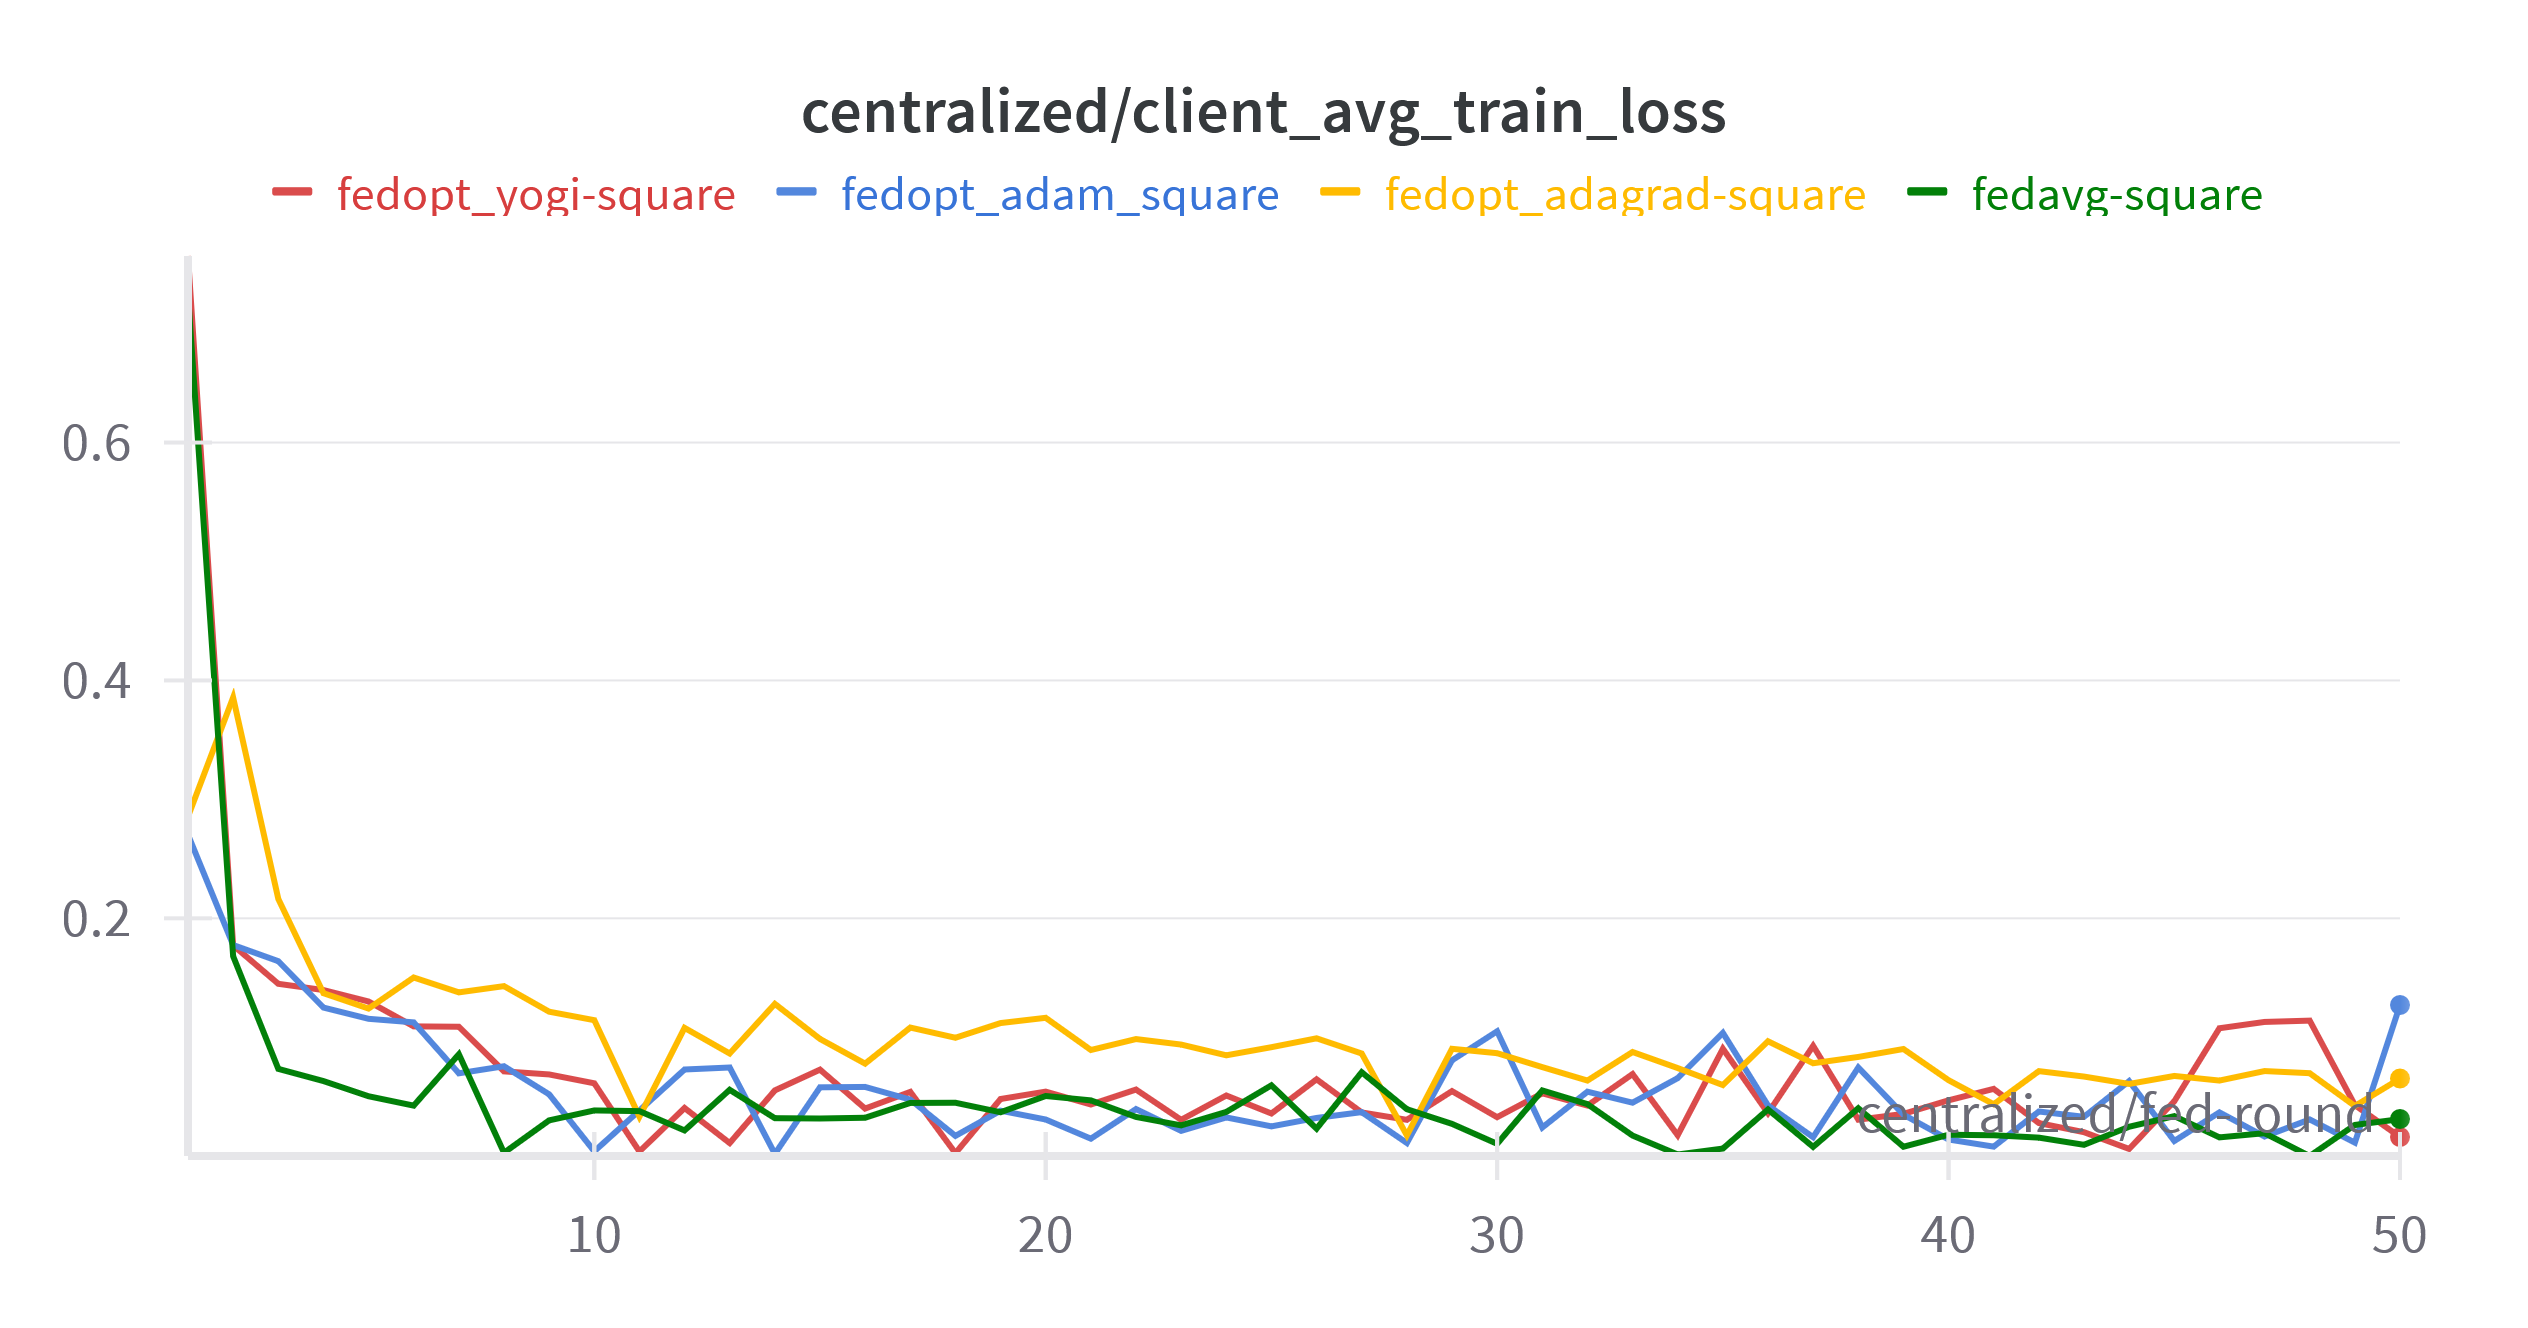 centralized/client_avg_train_loss
fedopt_yogi-square fedopt_adam_square fedopt_adagrad-square fedavg-square
0.6
0.4
0.2
centralized/fed-round
10 20 30 40 50